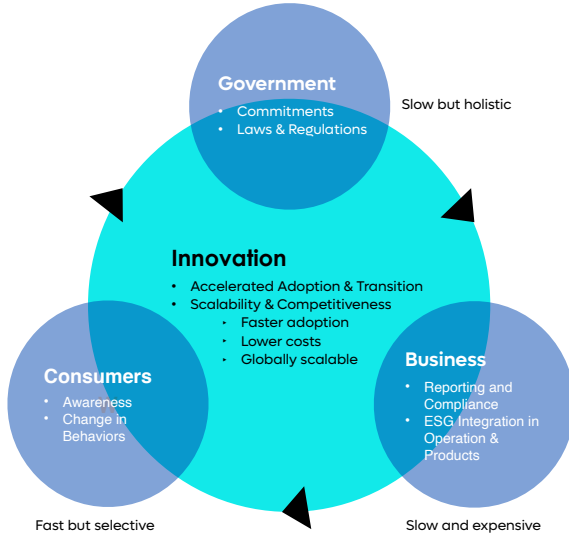 Government
• Commitments
• Laws & Regulations
Slow but holistic
Innovation
• Accelerated Adoption & Transition
• Scalability & Competitiveness
‣ Faster adoption
‣ Lower costs
‣ Globally scalable
Consumers
• Awareness
• Change in
Behaviors
Fast but selective
Business
• Reporting and
Compliance
• ESG Integration in
Operation &
Products
Slow and expensive